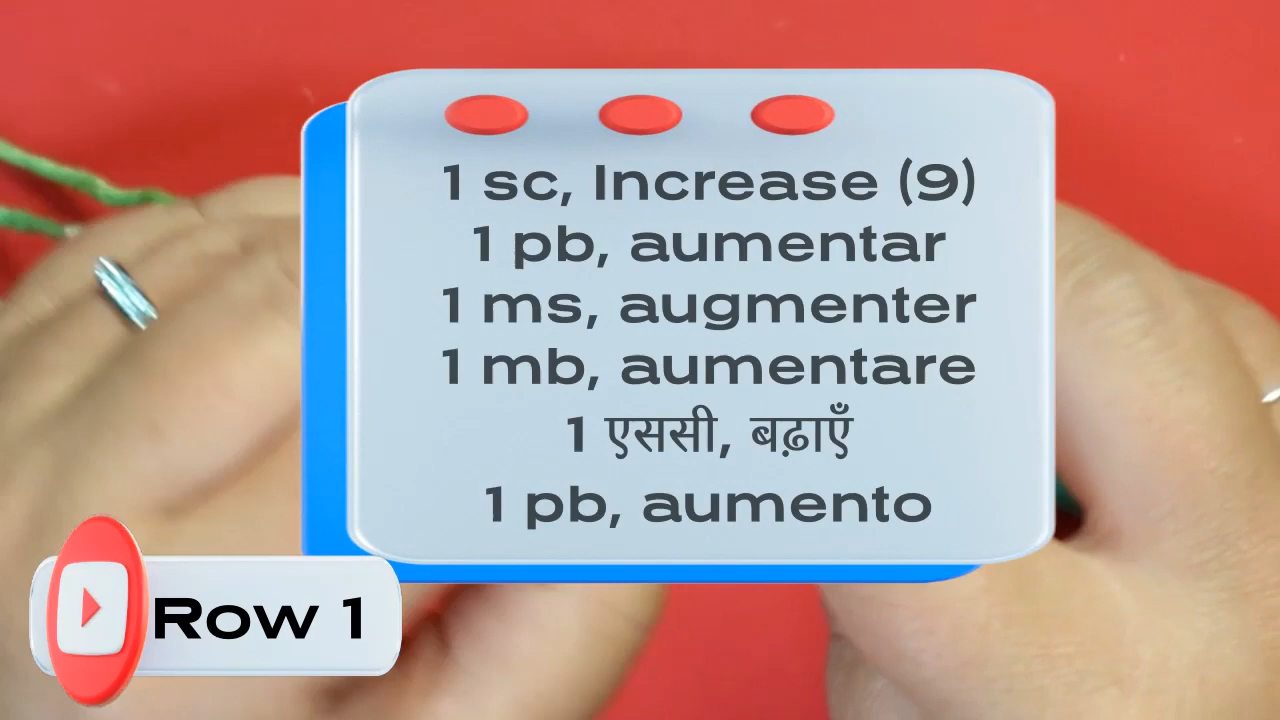 1 sc, Increase (9)
1 pb, aumentar
1 ms, augmenter
1 mb, aumentare
1 एससी, बढ़ाएँ
1 pb, aumento
Row 1